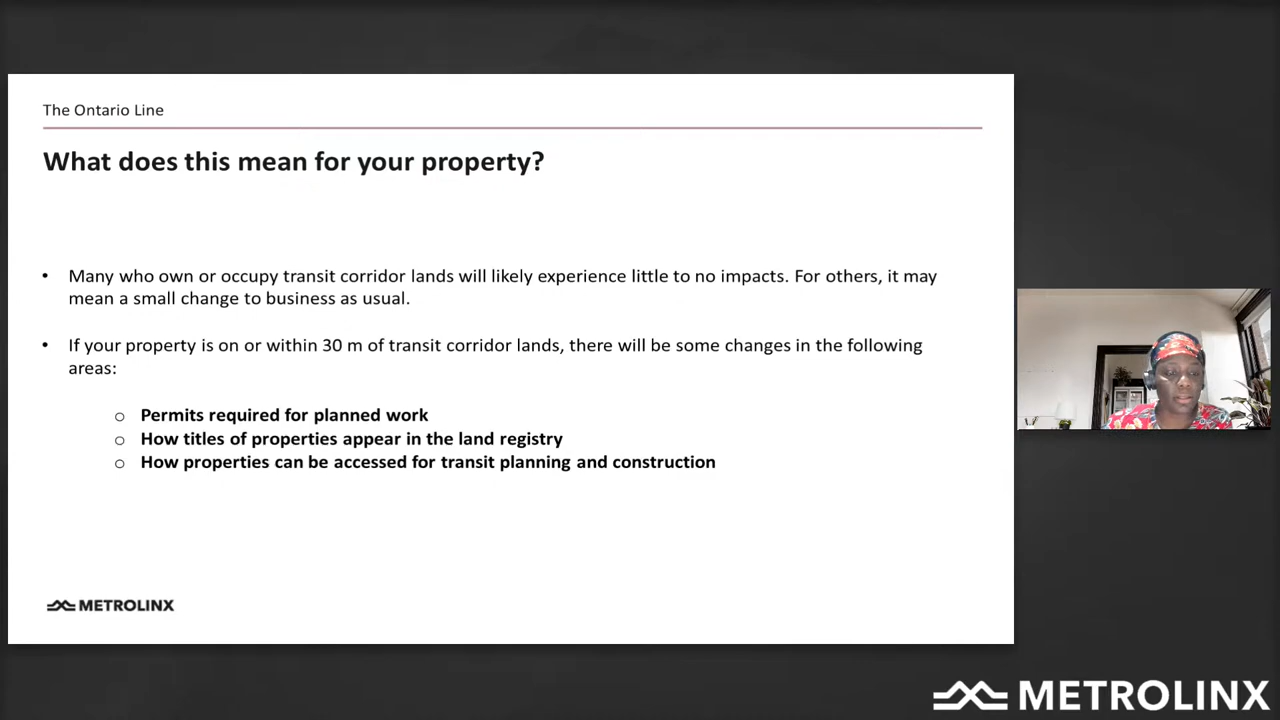 The Ontario Line
What does this mean for your property?
• Many who own or occupy transit corridor lands will likely experience little to no impacts. For others, it may
mean a small change to business as usual.
• If your property is on or within 30 m of transit corridor lands, there will be some changes in the following
areas:
o Permits required for planned work
o How titles of properties appear in the land registry
o How properties can be accessed for transit planning and construction
METROLINX
METROLINX